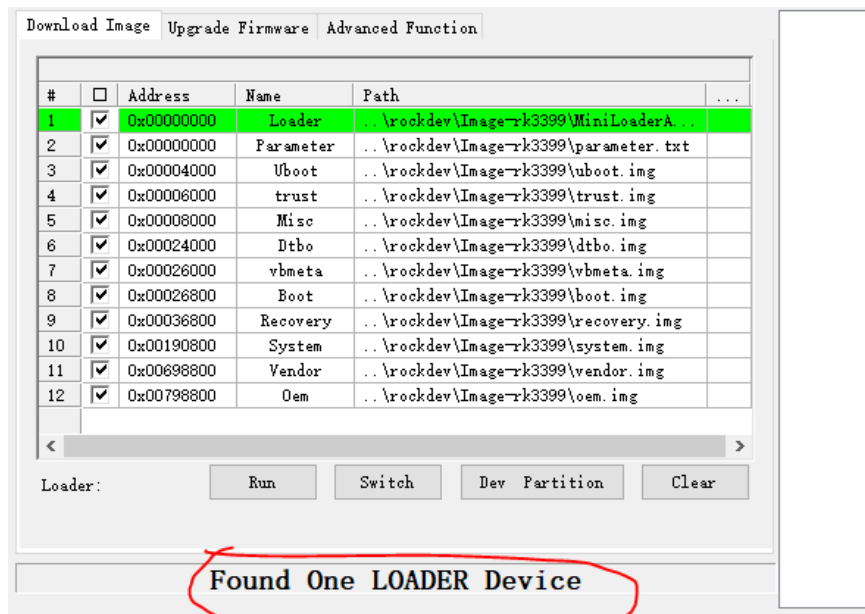 Download Image Upgrade Firmware Advanced Function
# Address Name Path ...
1 0x00000000 Loader ..\rockdev\Image-rk3399\MiniLoaderA...
2 0x00000000 Parameter ..\rockdev\Image-rk3399\parameter.txt
3 0x00004000 Uboot ..\rockdev\Image-rk3399\uboot.img
4 0x00006000 trust ..\rockdev\Image-rk3399\trust.img
5 0x00008000 Misc ..\rockdev\Image-rk3399\misc.img
6 0x00024000 Dtbo ..\rockdev\Image-rk3399\dtbo.img
7 0x00026000 vbmeta ..\rockdev\Image-rk3399\vbmeta.img
8 0x00026800 Boot ..\rockdev\Image-rk3399\boot.img
9 0x00036800 Recovery ..\rockdev\Image-rk3399\recovery.img
10 0x00190800 System ..\rockdev\Image-rk3399\system.img
11 0x00698800 Vendor ..\rockdev\Image-rk3399\vendor.img
12 0x00798800 Oem ..\rockdev\Image-rk3399\oem.img
Loader: Run Switch Dev Partition Clear
Found One LOADER Device